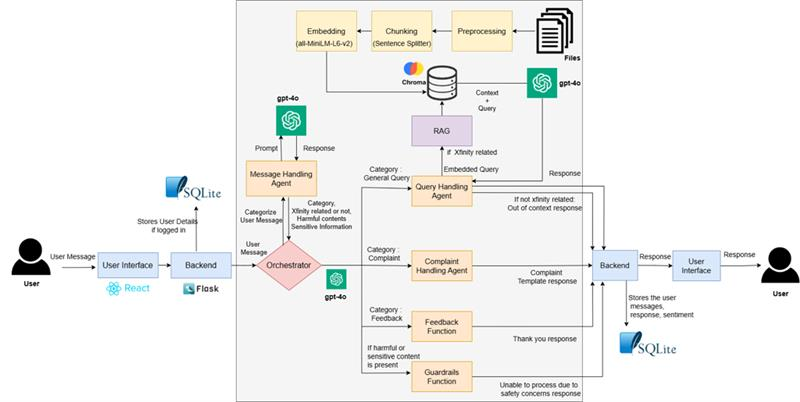 Embedding
(all-MiniLM-L6-v2)
Chunking
(Sentence Splitter)
Preprocessing
Files
Chroma
Context
+
Query
gpt-4o
gpt-4o
Prompt
Response
RAG
if Xfinity related
Embedded Query
Response
Message Handling
Agent
Category :
General Query
Query Handling
Agent
If not xfinity related:
Out of context response
SQLite
Stores User Details
if logged in
Categorize
User Message
Category,
Xfinity related or not,
Harmful contents
Sensitive Information
User
User Message
User Interface
React
Backend
Flask
User
Message
Orchestrator
gpt-4o
Category :
Complaint
Complaint
Handling Agent
Complaint
Template response
Backend
Response
User
Interface
Response
User
Category :
Feedback
Feedback
Function
Thank you response
Stores the user
messages,
response, sentiment
SQLite
If harmful or
sensitive content
is present
Guardrails
Function
Unable to process due to
safety concerns response